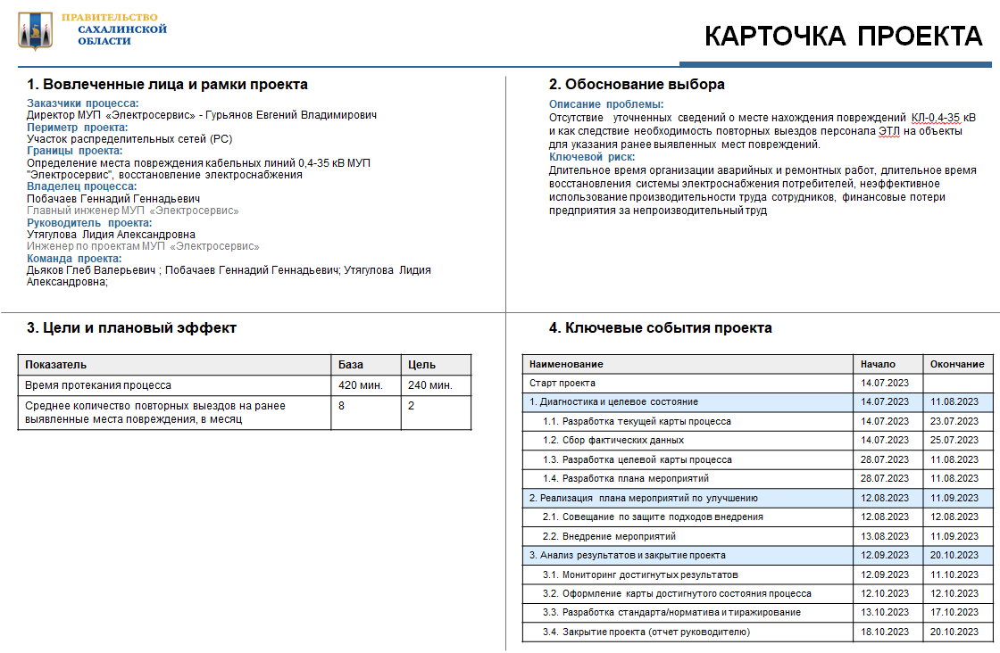 ПРАВИТЕЛЬСТВО
САХАЛИНСКОЙ
ОБЛАСТИ
КАРТОЧКА ПРОЕКТА
1. Вовлеченные лица и рамки проекта
Заказчики процесса:
Директор МУП «Электросервис» - Гурьянов Евгений Владимирович
Периметр проекта:
Участок распределительных сетей (РС)
Границы проекта:
Определение места повреждения кабельных линий 0,4-35 кВ МУП
"Электросервис", восстановление электроснабжения
Владелец процесса:
Побачаев Геннадий Геннадьевич
Главный инженер МУП «Электросервис»
Руководитель проекта:
Утягулова Лидия Александровна
Инженер по проектам МУП «Электросервис»
Команда проекта:
Дьяков Глеб Валерьевич ; Побачаев Геннадий Геннадьевич; Утягулова Лидия
Александровна;
2. Обоснование выбора
Описание проблемы:
Отсутствие уточненных сведений о месте нахождения повреждений КЛ-0,4-35 кВ
и как следствие необходимость повторных выездов персонала ЭТЛ на объекты
для указания ранее выявленных мест повреждений.
Ключевой риск:
Длительное время организации аварийных и ремонтных работ, длительное время
восстановления системы электроснабжения потребителей, неэффективное
использование производительности труда сотрудников, финансовые потери
предприятия за непроизводительный труд
3. Цели и плановый эффект
Показатель База Цель
Время протекания процесса 420 мин. 240 мин.
Среднее количество повторных выездов на ранее 8 2
выявленные места повреждения, в месяц
4. Ключевые события проекта
Наименование Начало Окончание
Старт проекта 14.07.2023
1. Диагностика и целевое состояние 14.07.2023 11.08.2023
1.1. Разработка текущей карты процесса 14.07.2023 23.07.2023
1.2. Сбор фактических данных 14.07.2023 25.07.2023
1.3. Разработка целевой карты процесса 28.07.2023 11.08.2023
1.4. Разработка плана мероприятий 28.07.2023 11.08.2023
2. Реализация плана мероприятий по улучшению 12.08.2023 11.09.2023
2.1. Совещание по защите подходов внедрения 12.08.2023 12.08.2023
2.2. Внедрение мероприятий 13.08.2023 11.09.2023
3. Анализ результатов и закрытие проекта 12.09.2023 20.10.2023
3.1. Мониторинг достигнутых результатов 12.09.2023 11.10.2023
3.2. Оформление карты достигнутого состояния процесса 12.10.2023 12.10.2023
3.3. Разработка стандарта/норматива и тиражирование 13.10.2023 17.10.2023
3.4. Закрытие проекта (отчет руководителю) 18.10.2023 20.10.2023